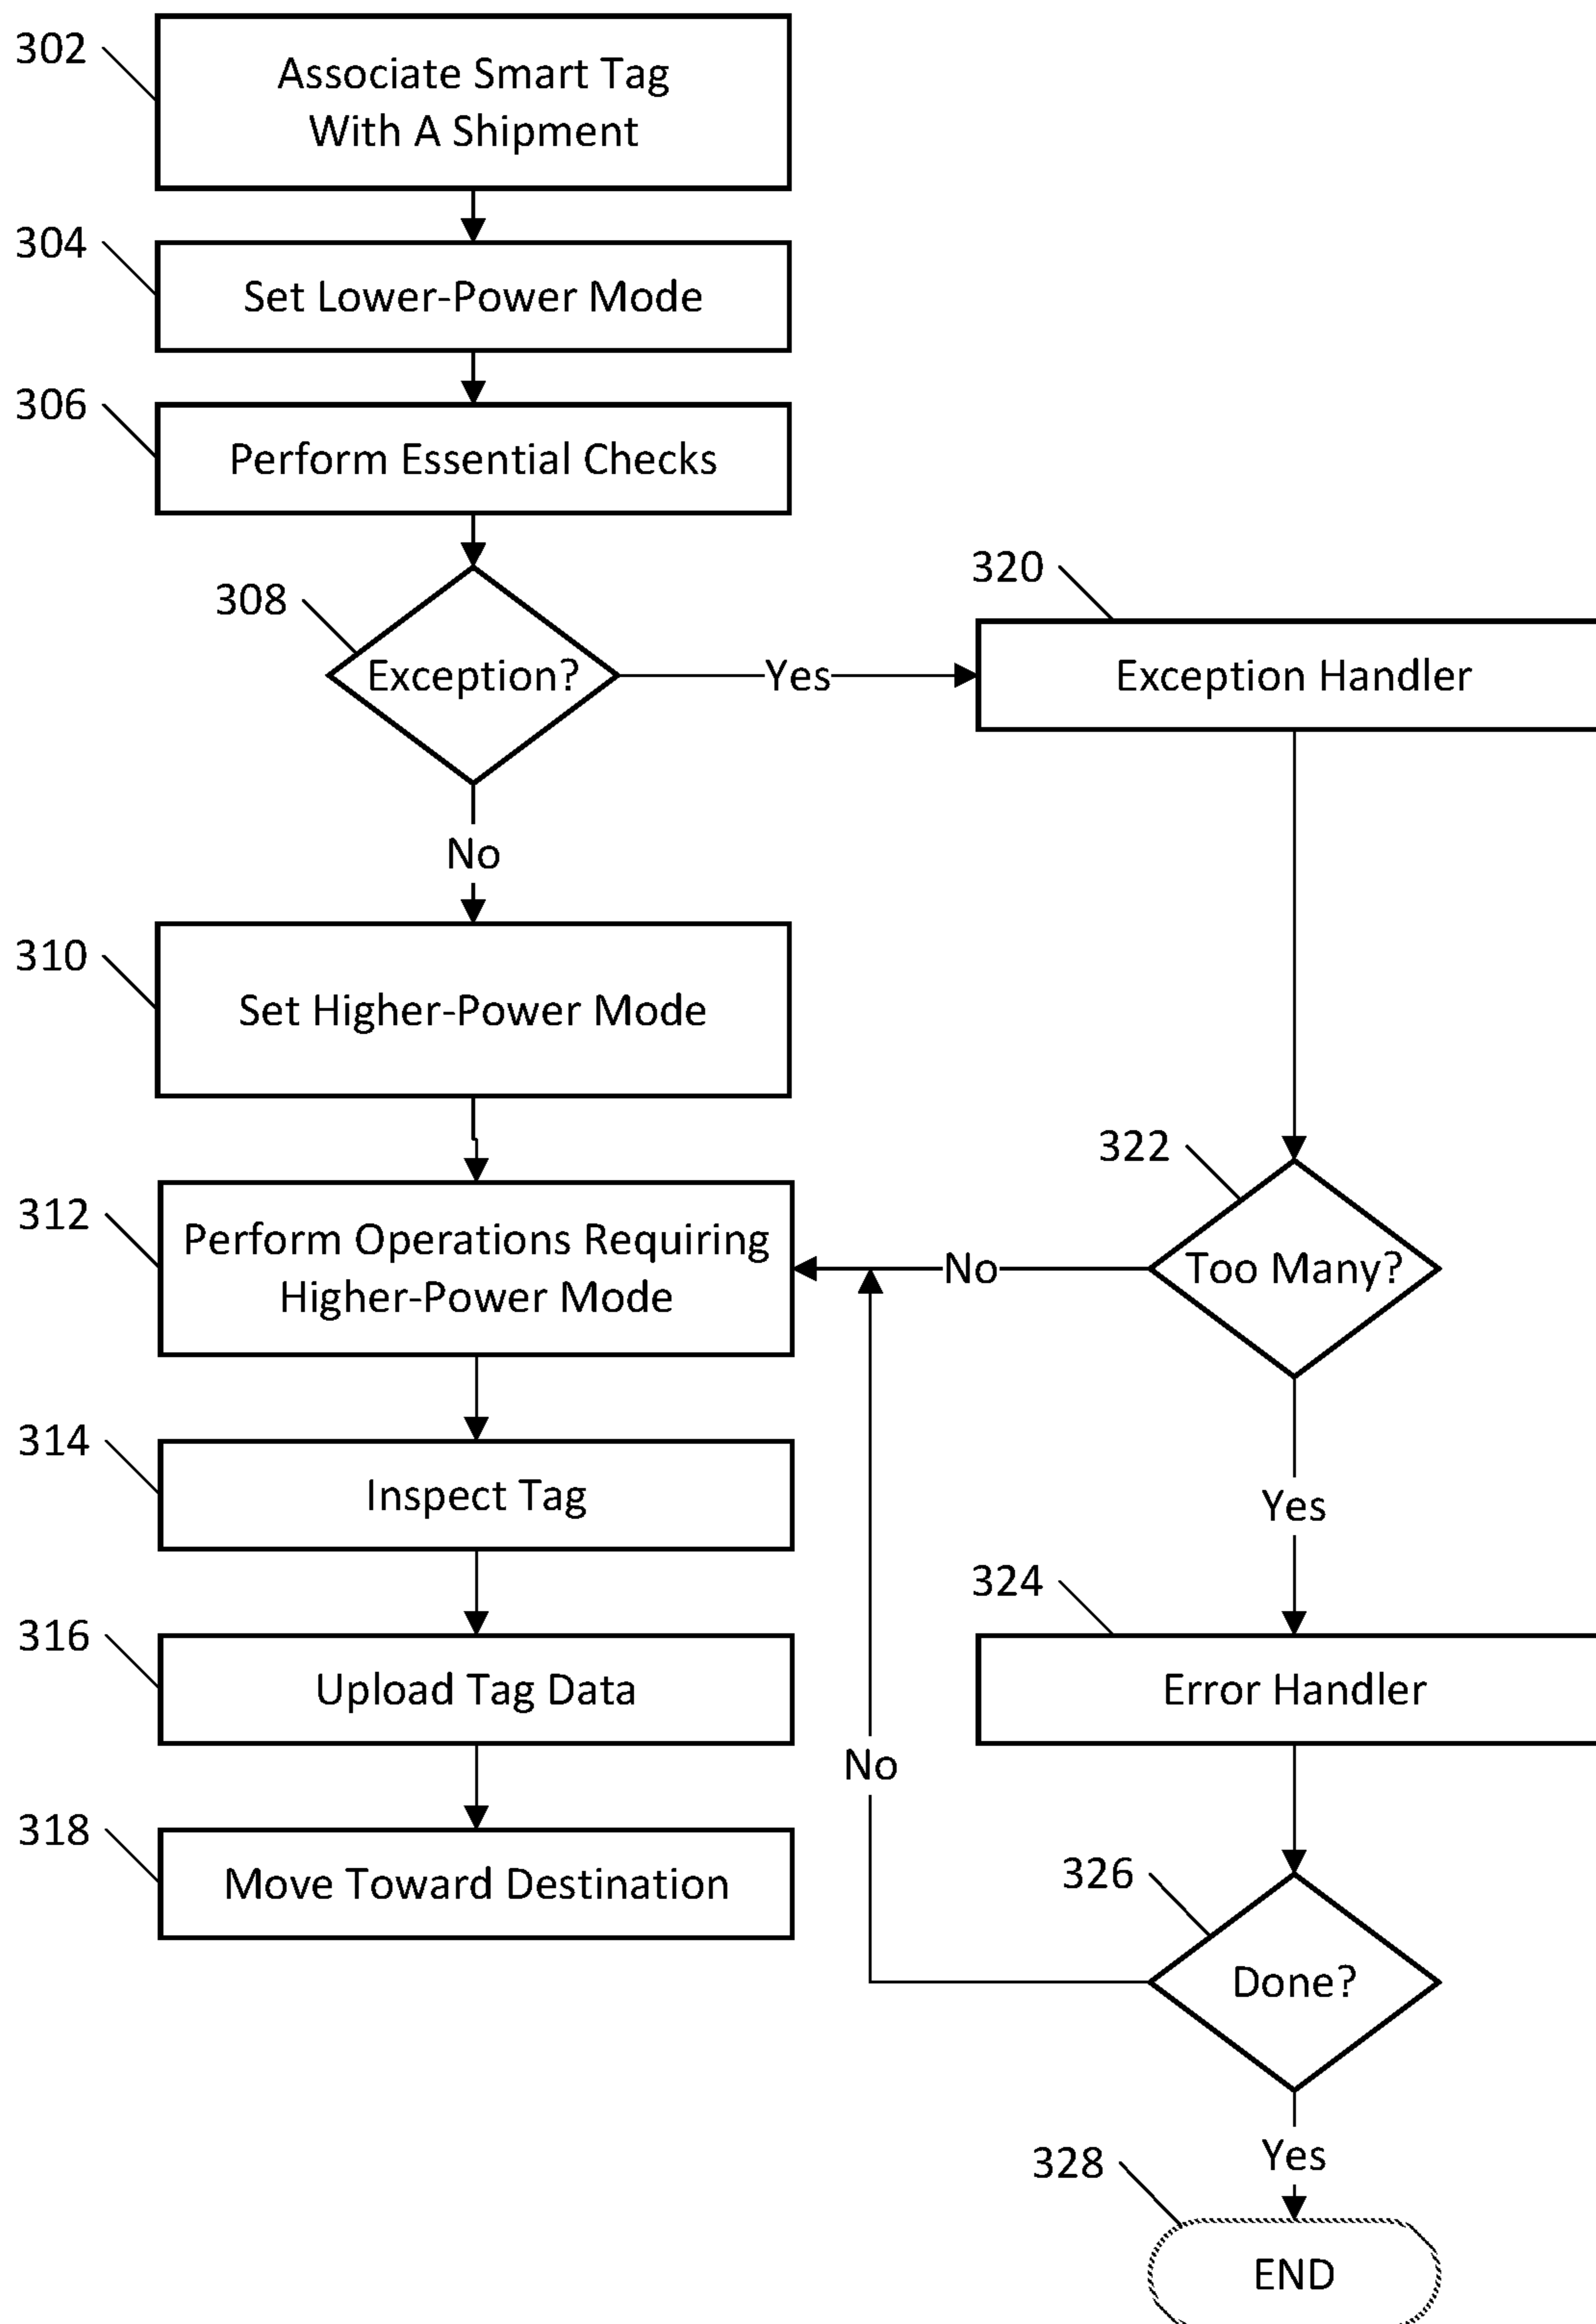 302
Associate Smart Tag
With A Shipment
304
Set Lower-Power Mode
306
Perform Essential Checks
308
Exception?
Yes
320
Exception Handler
No
310
Set Higher-Power Mode
322
Too Many?
No
312
Perform Operations Requiring
Higher-Power Mode
314
Inspect Tag
Yes
324
316
Upload Tag Data
Error Handler
No
318
Move Toward Destination
326
Done?
Yes
328
END